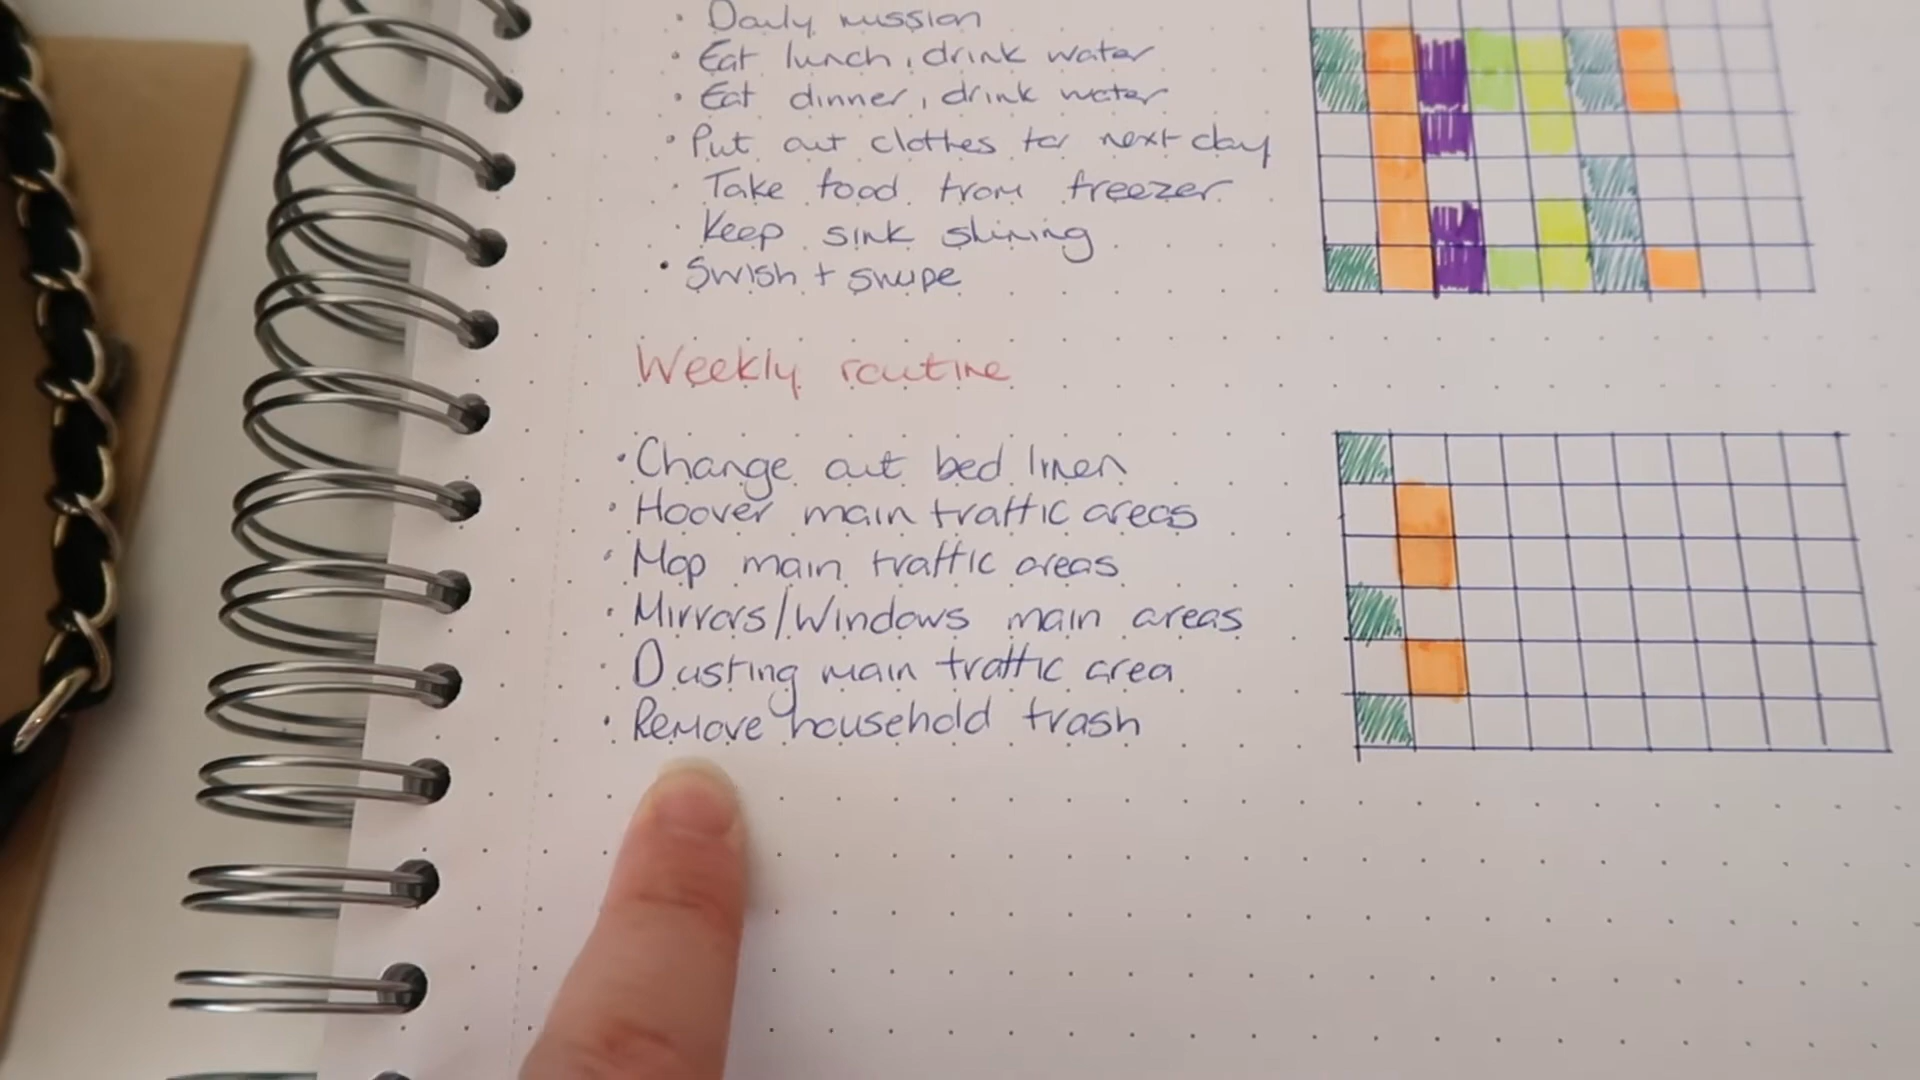 Daily mission
Eat lunch, drink water
Eat dinner, drink water
Put out clothes for next day
Take food from freezer
Keep sink shining
Swish + swipe
Weekly routine
Change out bed linen
Hoover main traffic areas
Mop main traffic areas
Mirrors/Windows main areas
Dusting main traffic area
Remove household trash